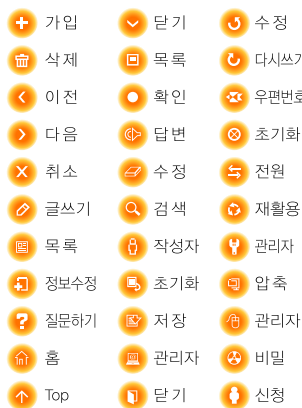 가입 닫기 수정
삭제 목록 다시쓰기
이전 확인 우편번호
다음 답변 초기화
취소 수정 전원
글쓰기 검색 재활용
목록 작성자 관리자
정보수정 초기화 압축
질문하기 저장 관리자
홈 관리자 비밀
Top 닫기 신청